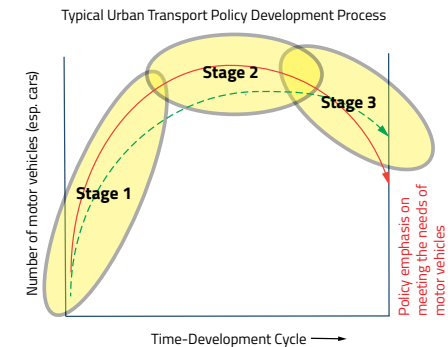 Typical Urban Transport Policy Development Process
Number of motor vehicles (esp. cars)
Stage 1
Stage 2
Stage 3
Policy emphasis on
meeting the needs of
motor vehicles
Time-Development Cycle